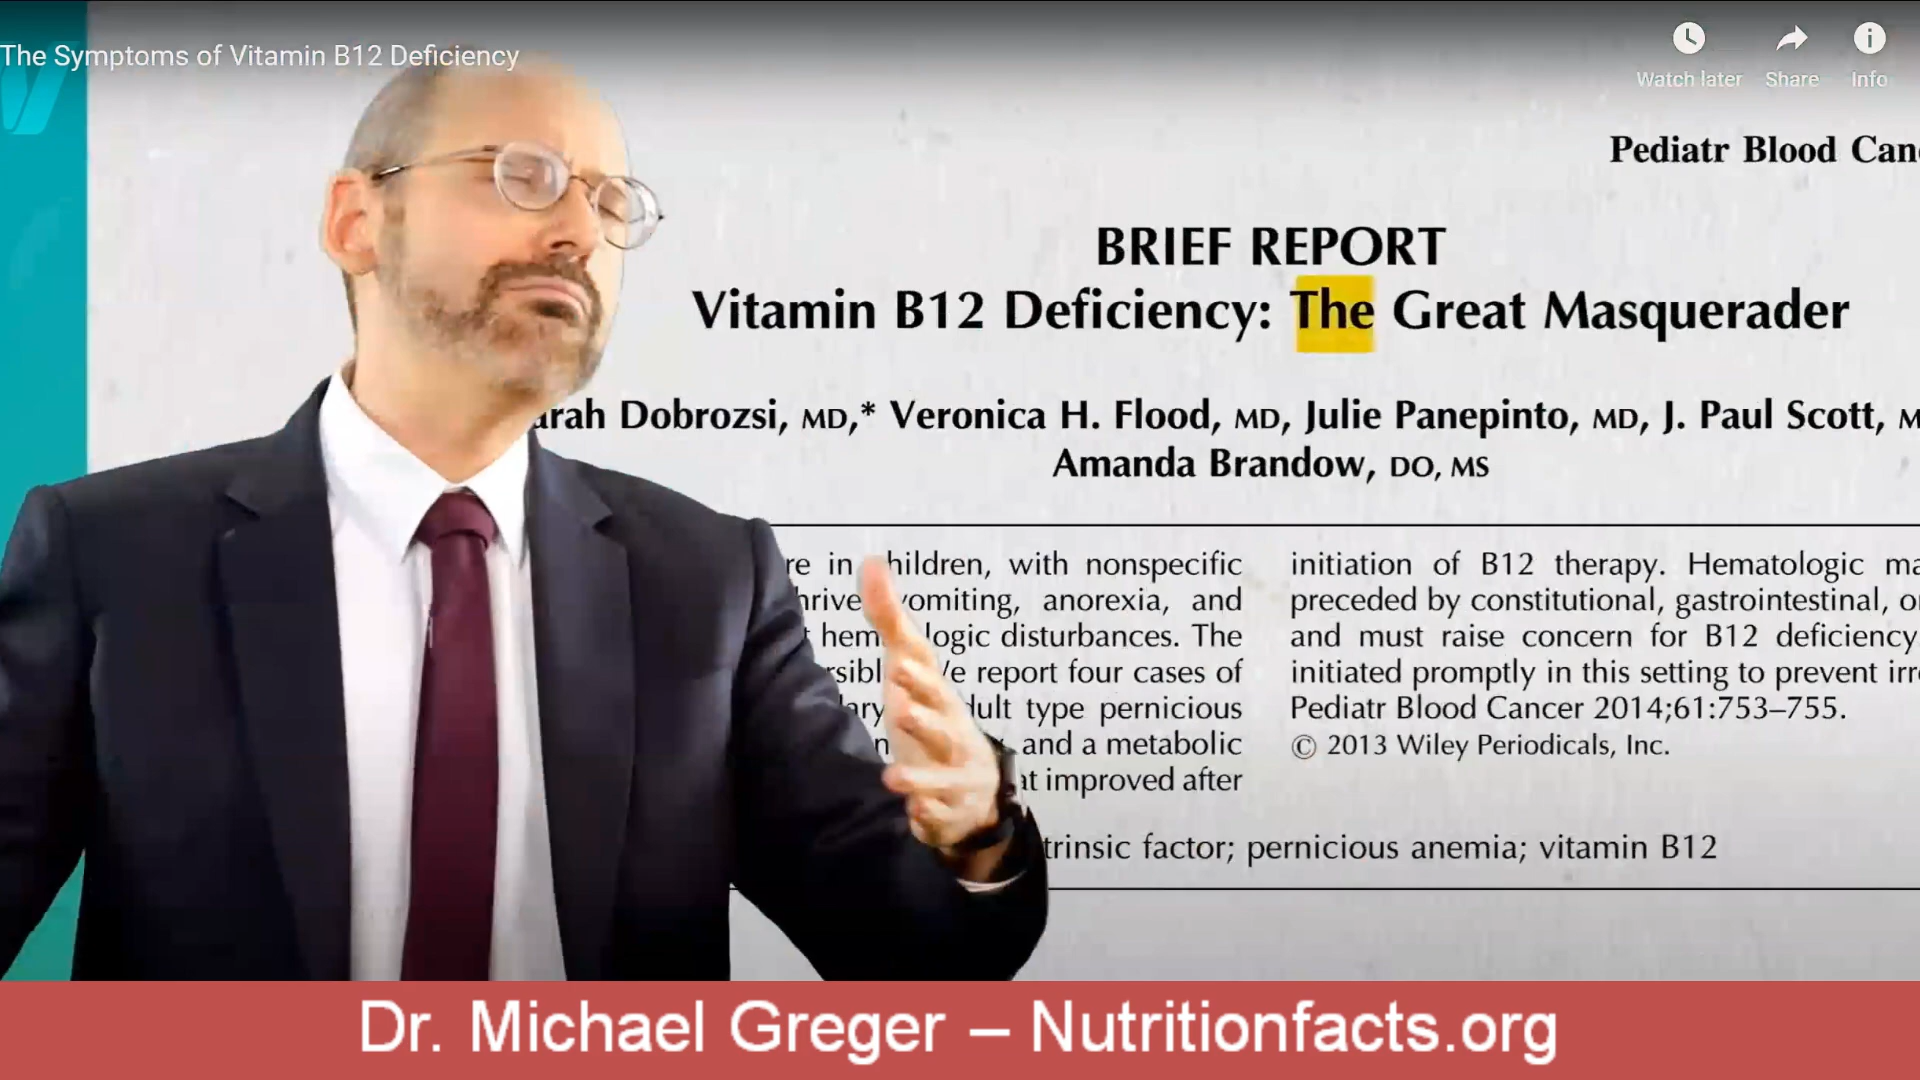 The Symptoms of Vitamin B12 Deficiency
Watch later
Share
Info
Pediatr Blood
BRIEF REPORT
Vitamin B12 Deficiency: The Great Masquerader
Dobrozsi, MD,* Veronica H. Flood, MD, Julie Panepinto, MD, J. Paul Scott,
Amanda Brandow, DO, MS
in children, with nonspecific
vomiting, anorexia, and
disturbances. The
report four cases of
type pernicious
and a metabolic
improved after
factor; pernicious anemia; vitamin B12
initiation of B12 therapy. Hematologic
preceded by constitutional, gastrointestinal,
and must raise concern for B12 deficiency
initiated promptly in this setting to prevent
Pediatr Blood Cancer 2014;61:753–755.
© 2013 Wiley Periodicals, Inc.
Dr. Michael Greger – Nutritionfacts.org